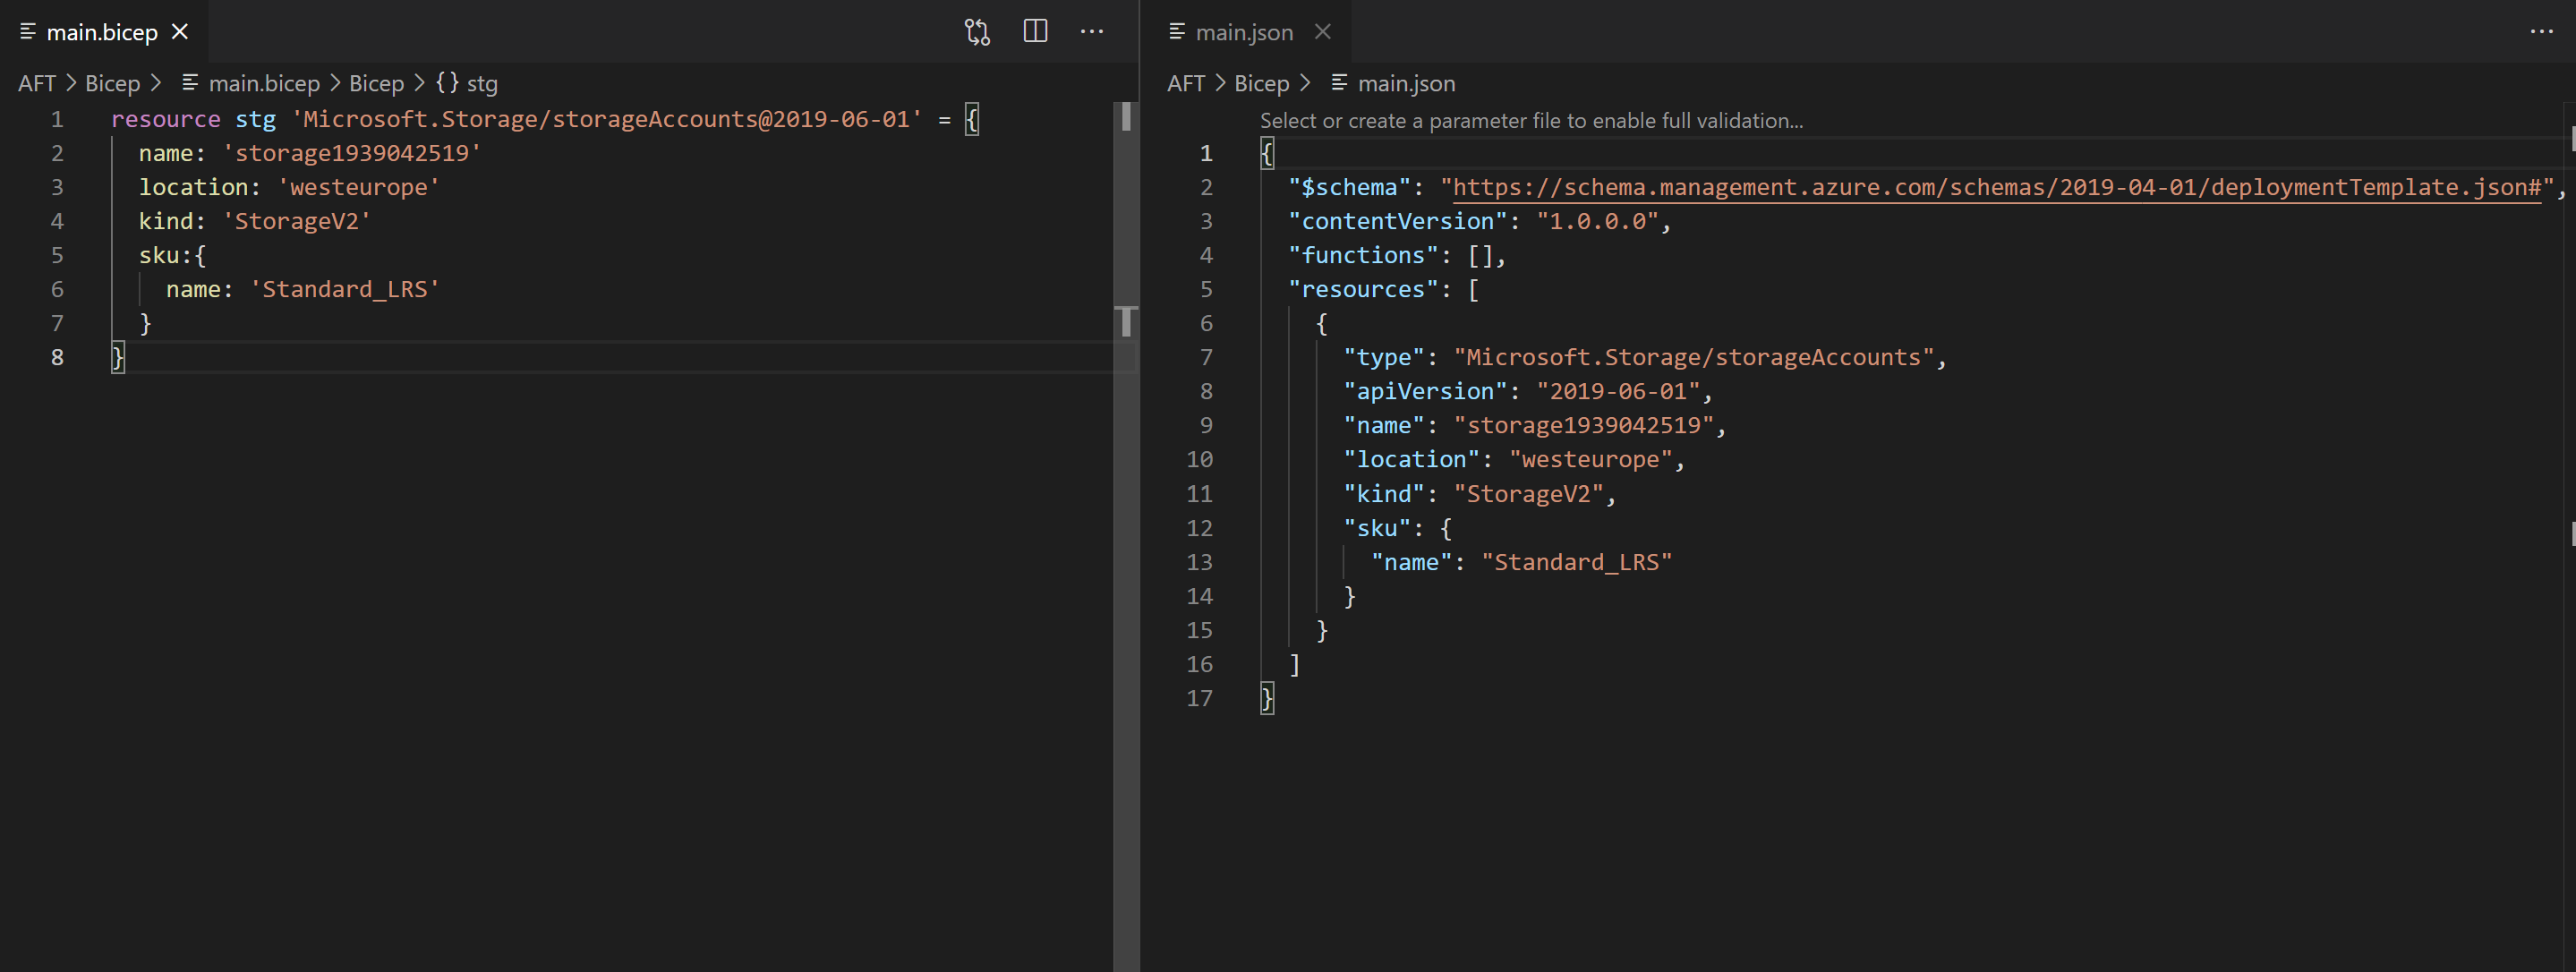 main.bicep
AFT > Bicep > main.bicep > Bicep > {} stg
1 resource stg 'Microsoft.Storage/storageAccounts@2019-06-01' = {
2   name: 'storage1939042519'
3   location: 'westeurope'
4   kind: 'StorageV2'
5   sku:{
6     name: 'Standard_LRS'
7   }
8 }
main.json
AFT > Bicep > main.json
Select or create a parameter file to enable full validation...
1 {
2   "$schema": "https://schema.management.azure.com/schemas/2019-04-01/deploymentTemplate.json#",
3   "contentVersion": "1.0.0.0",
4   "functions": [],
5   "resources": [
6     {
7       "type": "Microsoft.Storage/storageAccounts",
8       "apiVersion": "2019-06-01",
9       "name": "storage1939042519",
10       "location": "westeurope",
11       "kind": "StorageV2",
12       "sku": {
13         "name": "Standard_LRS"
14       }
15     }
16   ]
17 }